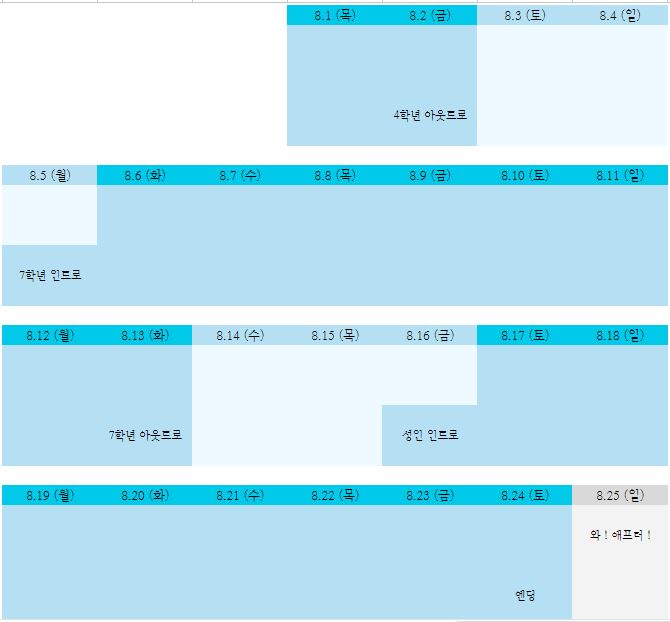 8.1 (목) 8.2 (금) 8.3 (토) 8.4 (일)
4학년 아웃트로
8.5 (월) 8.6 (화) 8.7 (수) 8.8 (목) 8.9 (금) 8.10 (토) 8.11 (일)
7학년 인트로
8.12 (월) 8.13 (화) 8.14 (수) 8.15 (목) 8.16 (금) 8.17 (토) 8.18 (일)
7학년 아웃트로 성인 인트로
8.19 (월) 8.20 (화) 8.21 (수) 8.22 (목) 8.23 (금) 8.24 (토) 8.25 (일)
와 ! 애프터 !
엔딩